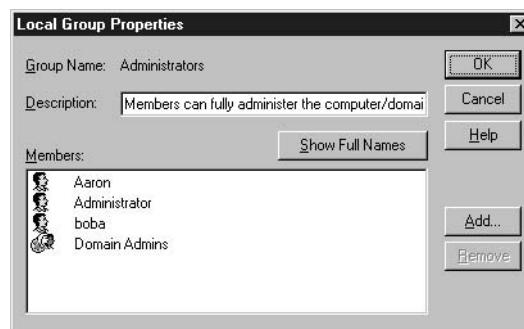 Local Group Properties
Group Name: Administrators
OK
Description: Members can fully administer the computer/domai
Cancel
Show Full Names
Help
Members:
Aaron
Administrator
boba
Domain Admins
Add...
Remove